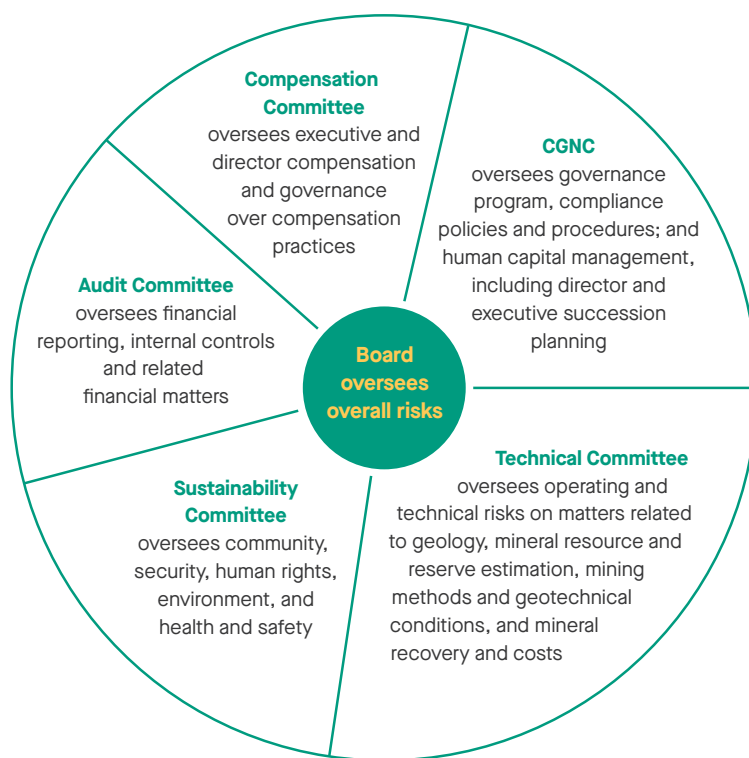 Compensation
Committee
oversees executive and
director compensation
and governance
over compensation
practices
CGNC
oversees governance
program, compliance
policies and procedures; and
human capital management,
including director and
executive succession
planning
Audit Committee
oversees financial
reporting, internal controls
and related
financial matters
Board
oversees
overall risks
Technical Committee
oversees operating and
technical risks on matters related
to geology, mineral resource and
reserve estimation, mining
methods and geotechnical
conditions, and mineral
recovery and costs
Sustainability
Committee
oversees community,
security, human rights,
environment, and
health and safety